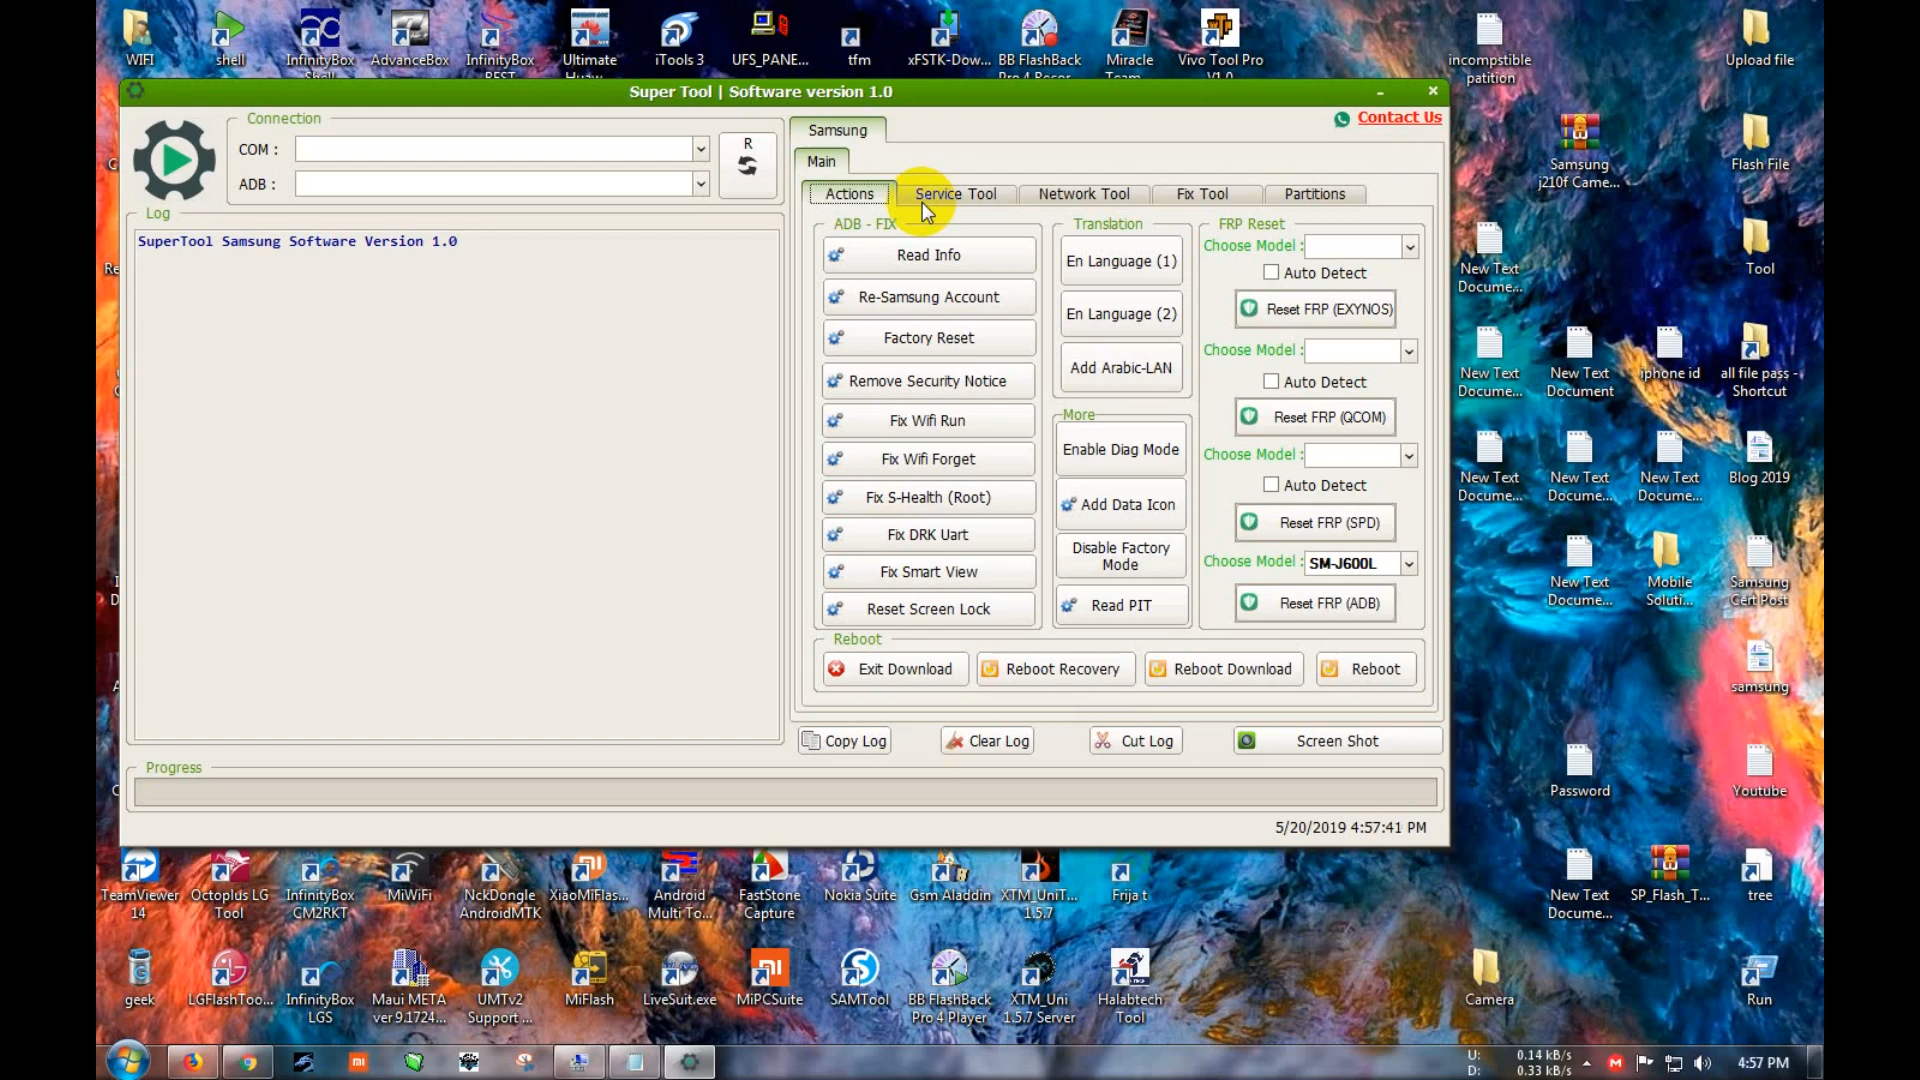 WIFI
shell
InfinityBox
AdvanceBox
InfinityBox
Ultimate
iTools 3
UFS_PANE...
tfm
xFSTK-Dow...
BB FlashBack
Miracle
Vivo Tool Pro
incompstible
patition
Upload file
Super Tool | Software version 1.0
Connection
COM :
ADB :
R
Samsung
Contact Us
Main
Actions
Service Tool
Network Tool
Fix Tool
Partitions
Log
SuperTool Samsung Software Version 1.0
ADB - FIX
Read Info
Re-Samsung Account
Factory Reset
Remove Security Notice
Fix Wifi Run
Fix Wifi Forget
Fix S-Health (Root)
Fix DRK Uart
Fix Smart View
Reset Screen Lock
Translation
En Language (1)
En Language (2)
Add Arabic-LAN
More
Enable Diag Mode
Add Data Icon
Disable Factory
Mode
Read PIT
FRP Reset
Choose Model :
Auto Detect
Reset FRP (EXYNOS)
Choose Model :
Auto Detect
Reset FRP (QCOM)
Choose Model :
Auto Detect
Reset FRP (SPD)
Choose Model : SM-J600L
Reset FRP (ADB)
Reboot
Exit Download
Reboot Recovery
Reboot Download
Reboot
Copy Log
Clear Log
Cut Log
Screen Shot
Progress
5/20/2019 4:57:41 PM
Samsung
j210f Came...
Flash File
New Text
Docume...
Tool
New Text
Docume...
New Text
Document
iphone id
all file pass -
Shortcut
New Text
Docume...
New Text
Docume...
New Text
Docume...
Blog 2019
New Text
Docume...
Mobile
Soluti...
Samsung
Cert Post
samsung
Password
Youtube
TeamViewer
14
Octoplus LG
Tool
InfinityBox
CM2RKT
MiWiFi
NckDongle
AndroidMTK
XiaoMiFlas...
Android
Multi To...
FastStone
Capture
Nokia Suite
Gsm Aladdin
XTM_UniT...
1.5.7
Frija t
New Text
Docume...
SP_Flash_T...
tree
geek
LGFlashToo...
InfinityBox
LGS
Maui META
ver 9.1724...
UMTv2
Support ...
MiFlash
LiveSuit.exe
MiPCSuite
SAMTool
BB FlashBack
Pro 4 Player
XTM_Uni
1.5.7 Server
Halabtech
Tool
Camera
Run
U: 0.14 kB/s
D: 0.33 kB/s
4:57 PM